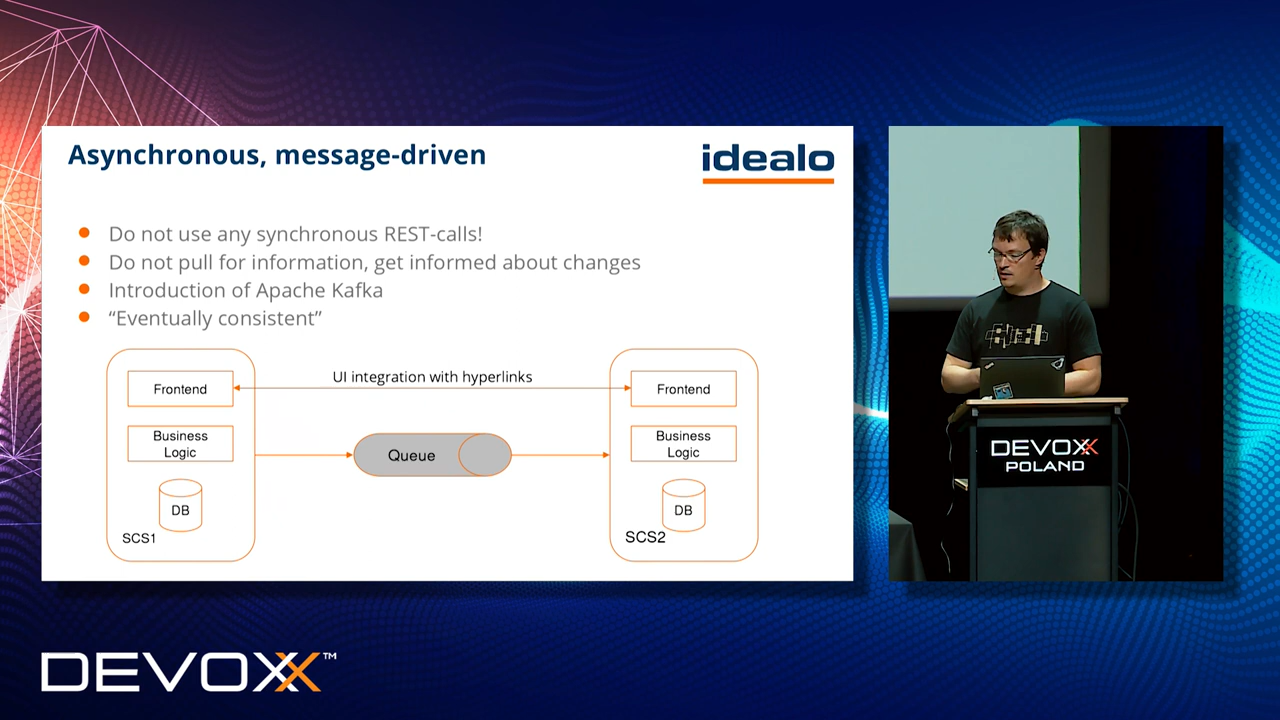 Asynchronous, message-driven
idealo
Do not use any synchronous REST-calls!
Do not pull for information, get informed about changes
Introduction of Apache Kafka
“Eventually consistent”
UI integration with hyperlinks
Frontend
Frontend
Business
Logic
Queue
Business
Logic
DB
DB
SCS1
SCS2
DEVOXX
POLAND
DEVOXX™